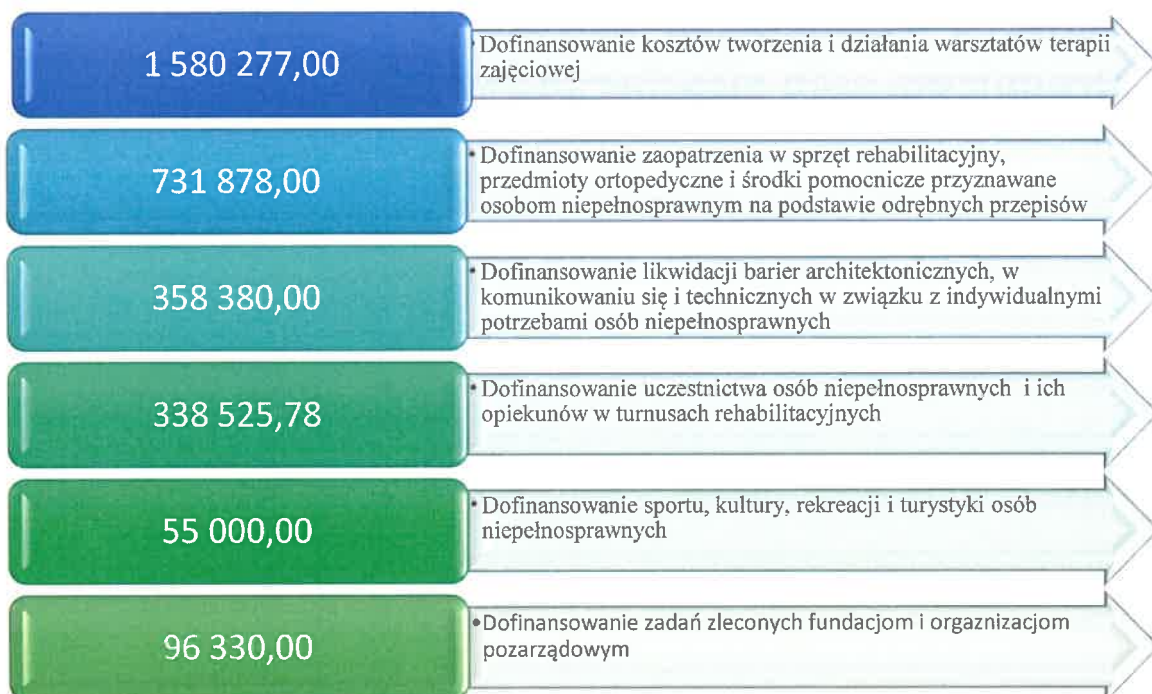 1 580 277,00
• Dofinansowanie kosztów tworzenia i działania warsztatów terapii
zajęciowej
731 878,00
• Dofinansowanie zaopatrzenia w sprzęt rehabilitacyjny,
przedmioty ortopedyczne i środki pomocnicze przyznawane
osobom niepełnosprawnym na podstawie odrębnych przepisów
358 380,00
• Dofinansowanie likwidacji barier architektonicznych, w
komunikowaniu się i technicznych w związku z indywidualnymi
potrzebami osób niepełnosprawnych
338 525,78
• Dofinansowanie uczestnictwa osób niepełnosprawnych i ich
opiekunów w turnusach rehabilitacyjnych
55 000,00
• Dofinansowanie sportu, kultury, rekreacji i turystyki osób
niepełnosprawnych
96 330,00
• Dofinansowanie zadań zleconych fundacjom i orgaznizacjom
pozarządowym